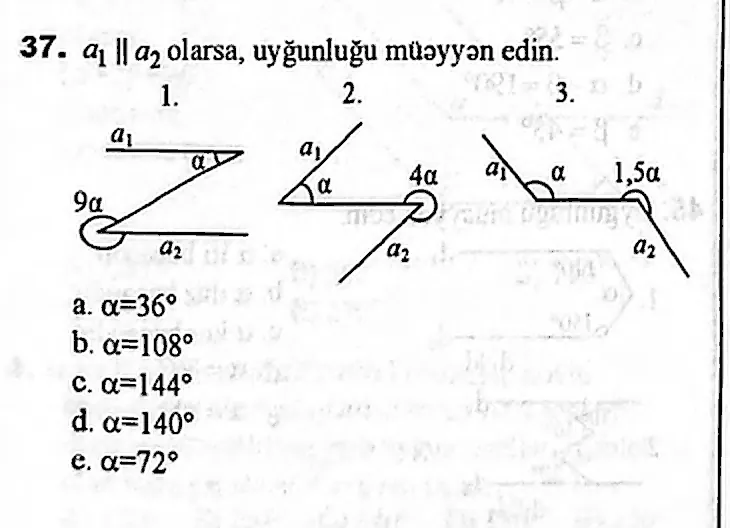 37. a₁ || a₂ olarsa, uyğunluğu müəyyən edin.
1. 2. 3.
a₁ α 9α a₂
a₁ α 4α a₂
a₁ α 1,5α a₂
a. α=36°
b. α=108°
c. α=144°
d. α=140°
e. α=72°